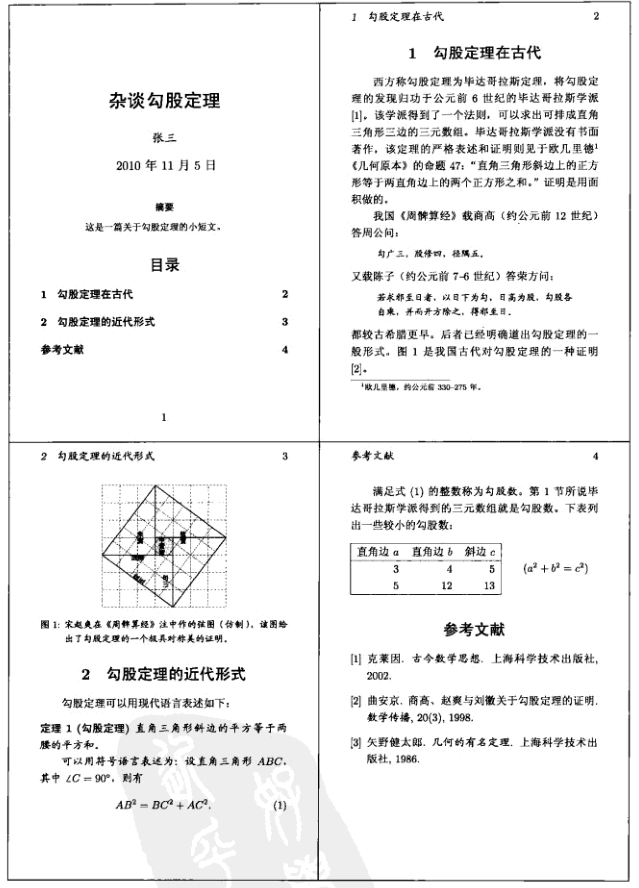 杂谈勾股定理
张三
2010 年 11 月 5 日
摘要
这是一篇关于勾股定理的小短文。
目录
1 勾股定理在古代 2
2 勾股定理的近代形式 3
参考文献 4
1
1 勾股定理在古代 2
1 勾股定理在古代
西方称勾股定理为毕达哥拉斯定理，将勾股定
理的发现归功于公元前 6 世纪的毕达哥拉斯学派
[1]。该学派得到了一个法则，可以求出可排成直角
三角形三边的三元数组。毕达哥拉斯学派没有书面
著作，该定理的严格表述和证明则见于欧几里德¹
《几何原本》的命题 47：“直角三角形斜边上的正方
形等于两直角边上的两个正方形之和。”证明是用面
积做的。
我国《周髀算经》载商高（约公元前 12 世纪）
答周公问：
勾广三，股修四，径隅五。
又载陈子（约公元前 7-6 世纪）答荣方问：
若求邪至日者，以日下为勾，日高为股，勾股各
自乘，并而开方除之，得邪至日。
都较古希腊更早。后者已经明确道出勾股定理的一
般形式。图 1 是我国古代对勾股定理的一种证明
[2]。
¹欧几里德，约公元前 330-275 年。
2 勾股定理的近代形式 3
图 1: 宋赵爽在《周髀算经》注中作的弦图（仿制），该图给
出了勾股定理的一个极具对称美的证明。
2 勾股定理的近代形式
勾股定理可以用现代语言表述如下：
定理 1 (勾股定理) 直角三角形斜边的平方等于两
腰的平方和。
可以用符号语言表述为：设直角三角形 ABC，
其中 ∠C = 90°，则有
AB² = BC² + AC². (1)
参考文献 4
满足式 (1) 的整数称为勾股数。第 1 节所说毕
达哥拉斯学派得到的三元数组就是勾股数。下表列
出一些较小的勾股数：
直角边 a 直角边 b 斜边 c
3 4 5 (a² + b² = c²)
5 12 13
参考文献
[1] 克莱因. 古今数学思想. 上海科学技术出版社,
2002.
[2] 曲安京. 商高、赵爽与刘徽关于勾股定理的证明.
数学传播, 20(3), 1998.
[3] 矢野健太郎. 几何的有名定理. 上海科学技术出
版社, 1986.